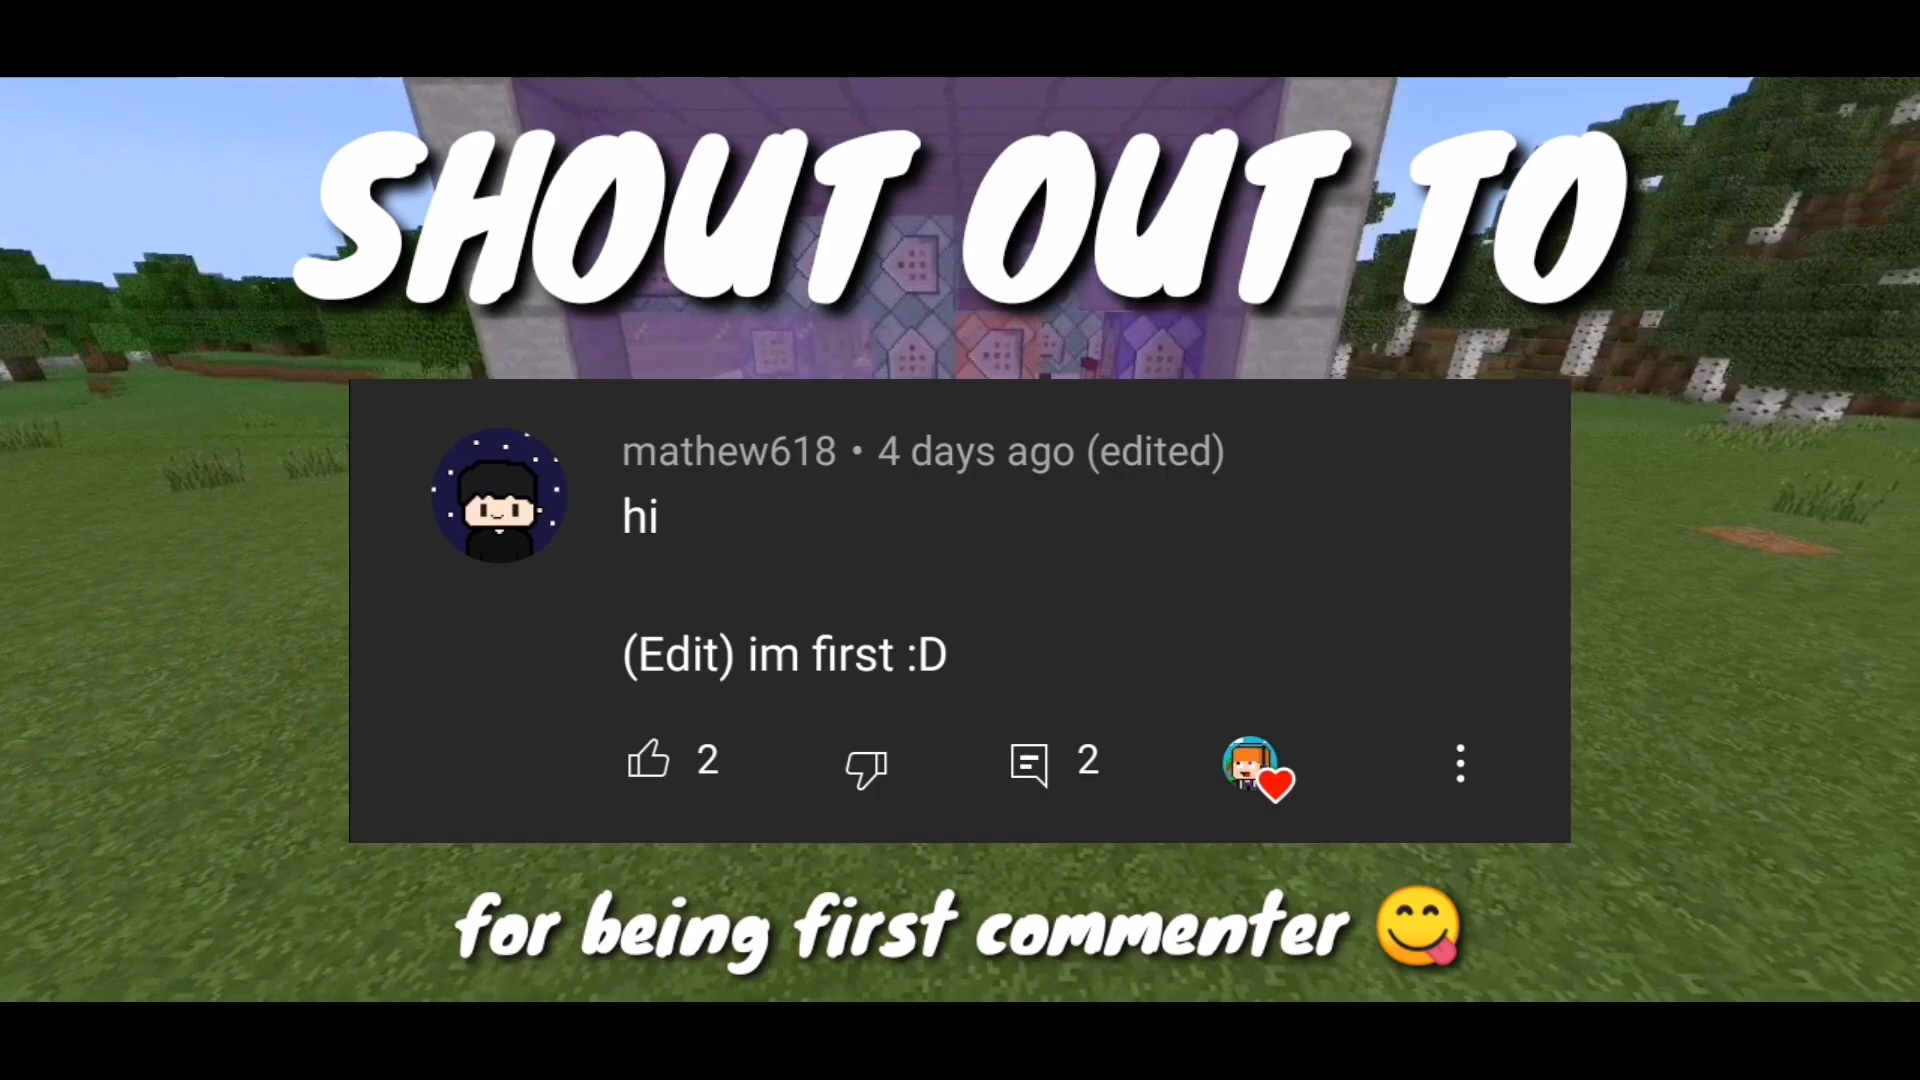 SHOUT OUT TO
mathew618 • 4 days ago (edited)
hi
(Edit) im first :D
2
2
for being first commenter 😋